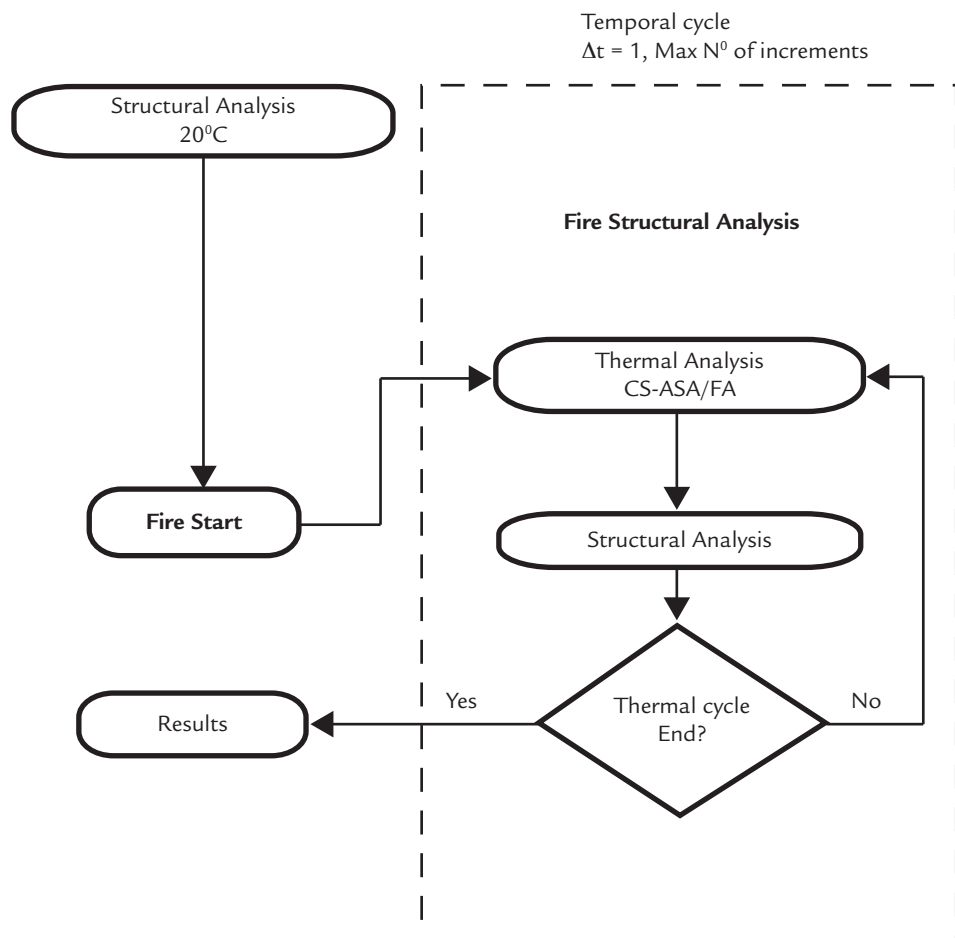 Temporal cycle
Δt = 1, Max N⁰ of increments
Structural Analysis
20⁰C
Fire Structural Analysis
Thermal Analysis
CS-ASA/FA
Fire Start
Structural Analysis
Yes
No
Thermal cycle
End?
Results